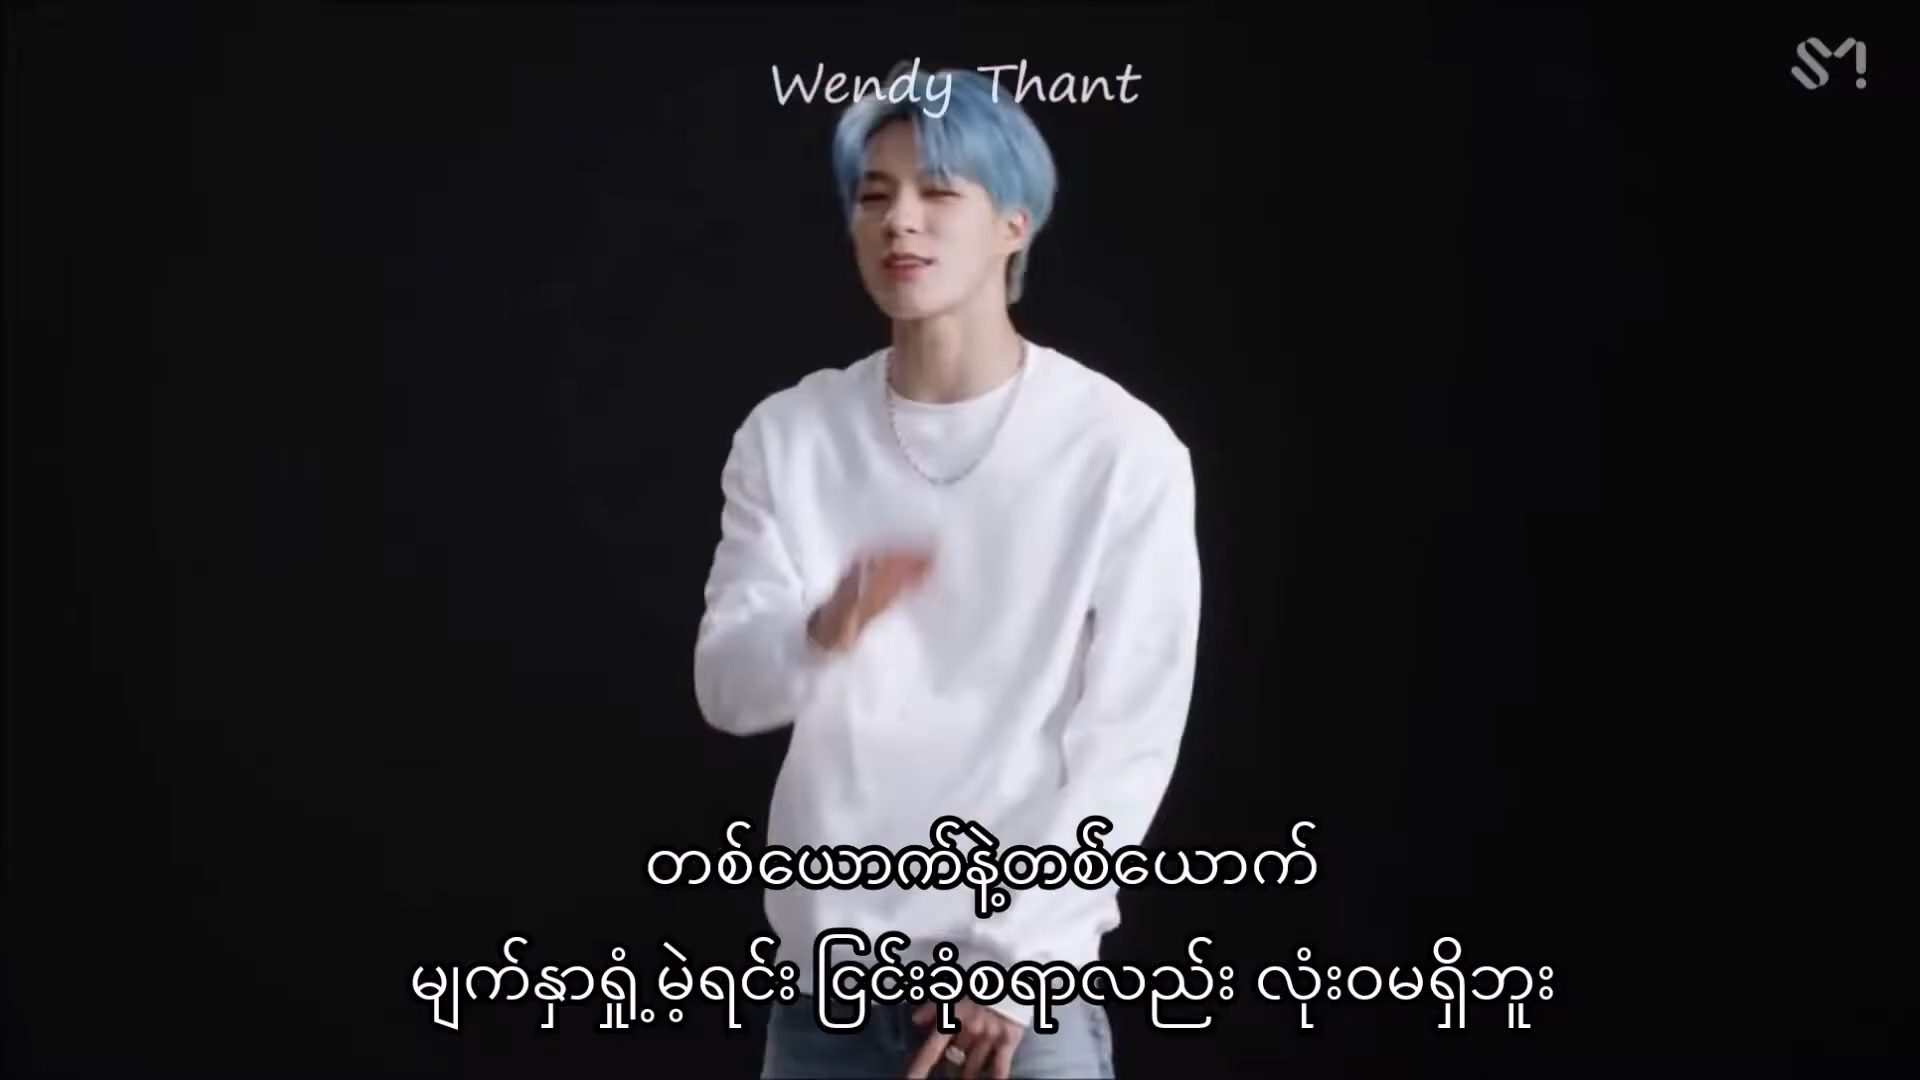 Wendy Thant
SM!
တစ်ယောက်နဲ့တစ်ယောက်
မျက်နှာရှုံ့မဲ့ရင်း ငြင်းခုံစရာလည်း လုံးဝမရှိဘူး